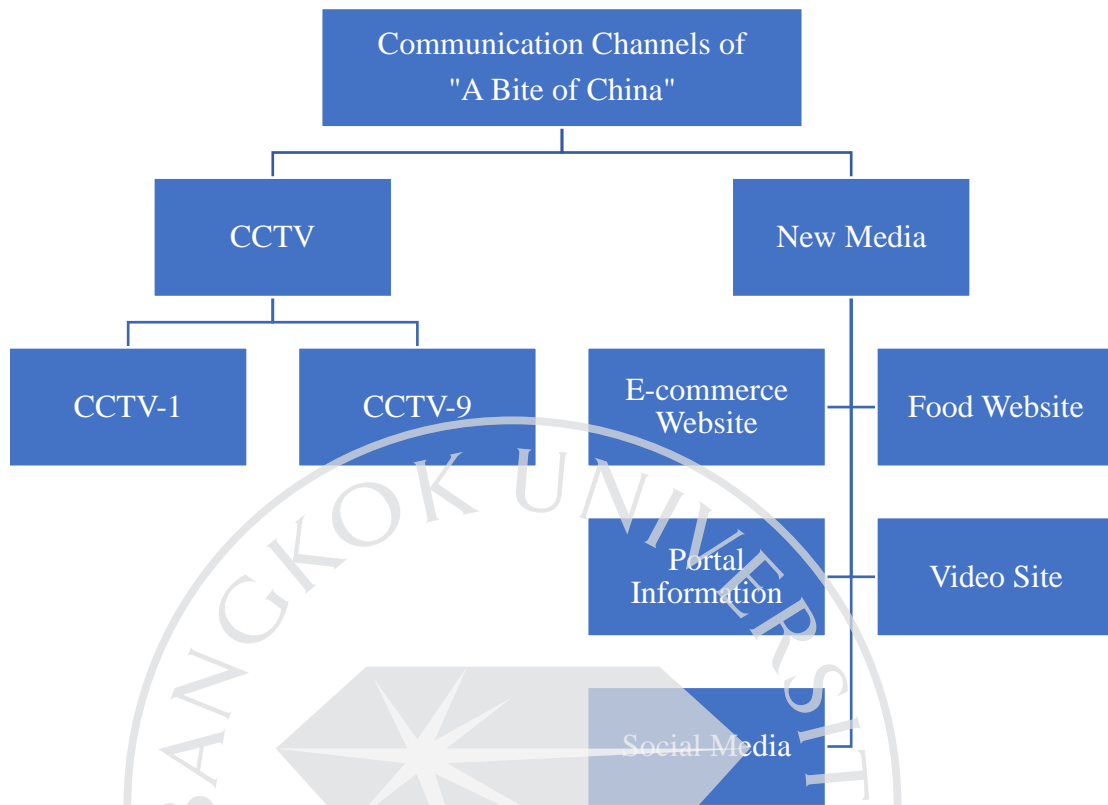 Communication Channels of
"A Bite of China"
CCTV
New Media
CCTV-1
CCTV-9
E-commerce
Website
Food Website
Portal
Information
Video Site
Social Media
BANGKOK UNIVERSIT